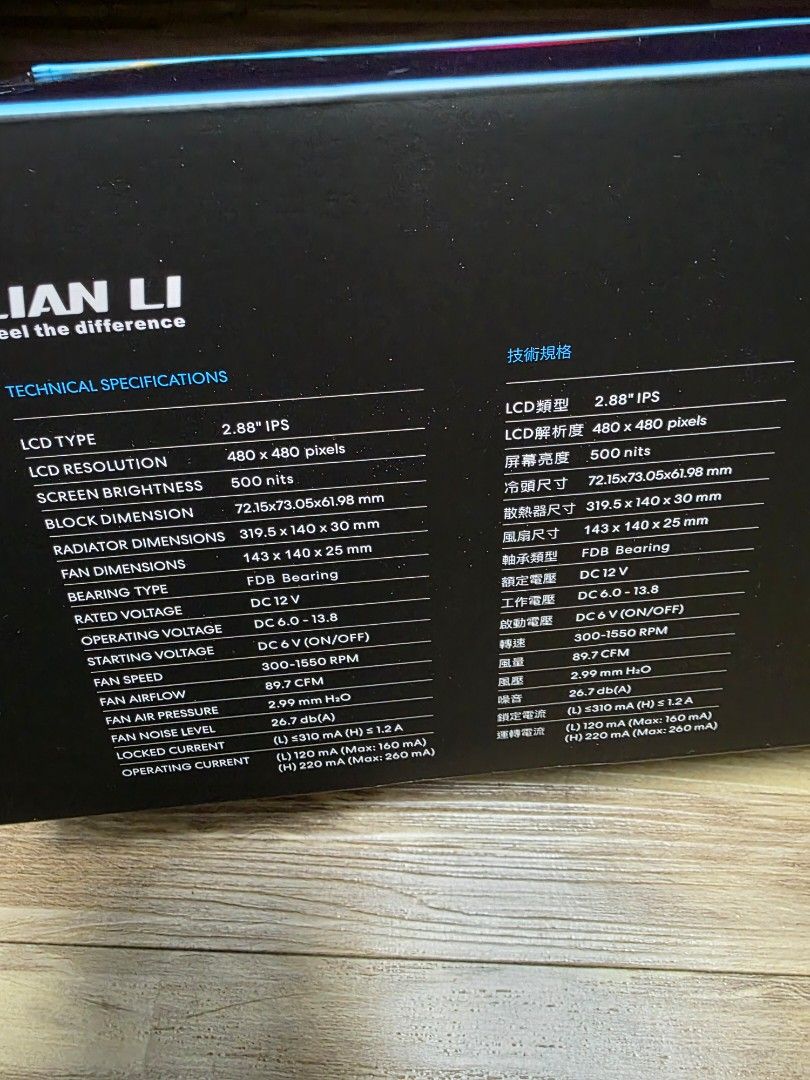 LIAN LI
eel the difference
TECHNICAL SPECIFICATIONS
LCD TYPE 2.88" IPS
LCD RESOLUTION 480 x 480 pixels
SCREEN BRIGHTNESS 500 nits
BLOCK DIMENSION 72.15x73.05x61.98 mm
RADIATOR DIMENSIONS 319.5 x 140 x 30 mm
FAN DIMENSIONS 143 x 140 x 25 mm
BEARING TYPE FDB Bearing
RATED VOLTAGE DC 12 V
OPERATING VOLTAGE DC 6.0 - 13.8
STARTING VOLTAGE DC 6 V (ON/OFF)
FAN SPEED 300-1550 RPM
FAN AIRFLOW 89.7 CFM
FAN AIR PRESSURE 2.99 mm H₂O
FAN NOISE LEVEL 26.7 db(A)
LOCKED CURRENT (L) ≤310 mA (H) ≤ 1.2 A
OPERATING CURRENT (L) 120 mA (Max: 160 mA)
(H) 220 mA (Max: 260 mA)
技術規格
LCD類型 2.88" IPS
LCD解析度 480 x 480 pixels
屏幕亮度 500 nits
冷頭尺寸 72.15x73.05x61.98 mm
散熱器尺寸 319.5 x 140 x 30 mm
風扇尺寸 143 x 140 x 25 mm
軸承類型 FDB Bearing
額定電壓 DC 12 V
工作電壓 DC 6.0 - 13.8
啟動電壓 DC 6 V (ON/OFF)
轉速 300-1550 RPM
風量 89.7 CFM
風壓 2.99 mm H₂O
噪音 26.7 db(A)
鎖定電流 (L) ≤310 mA (H) ≤ 1.2 A
運轉電流 (L) 120 mA (Max: 160 mA)
(H) 220 mA (Max: 260 mA)